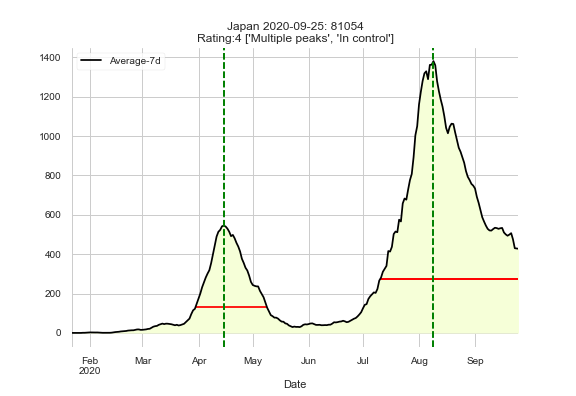 Japan 2020-09-25: 81054
Rating:4 ['Multiple peaks', 'In control']
Average-7d
1400
1200
1000
800
600
400
200
0
Feb Mar Apr May Jun Jul Aug Sep
2020
Date